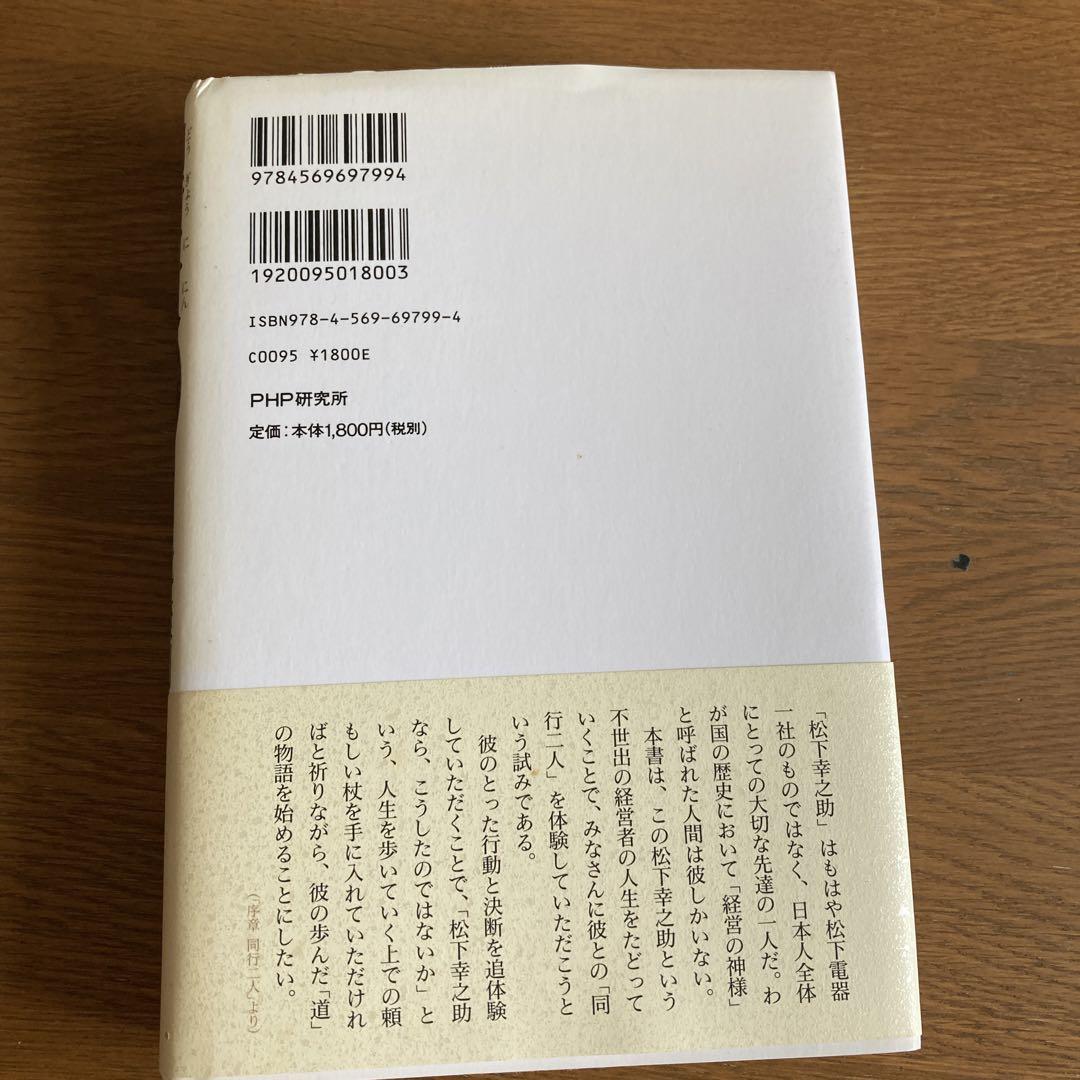 どうぎょうににん
9784569697994
1920095018003
ISBN978-4-569-69799-4
C0095 ¥1800E
PHP研究所
定価：本体1,800円（税別）
「松下幸之助」はもはや松下電器
一社のものではなく、日本人全体
にとっての大切な先達の一人だ。わ
が国の歴史において「経営の神様」
と呼ばれた人間は彼しかいない。
本書は、この松下幸之助という
不世出の経営者の人生をたどって
いくことで、みなさんに彼との「同
行二人」を体験していただこうと
いう試みである。
彼のとった行動と決断を追体験
していただくことで、「松下幸之助
なら、こうしたのではないか」と
いう、人生を歩いていく上での頼
もしい杖を手に入れていただけれ
ばと祈りながら、彼の歩んだ「道」
の物語を始めることにしたい。
（「序章 同行二人」より）